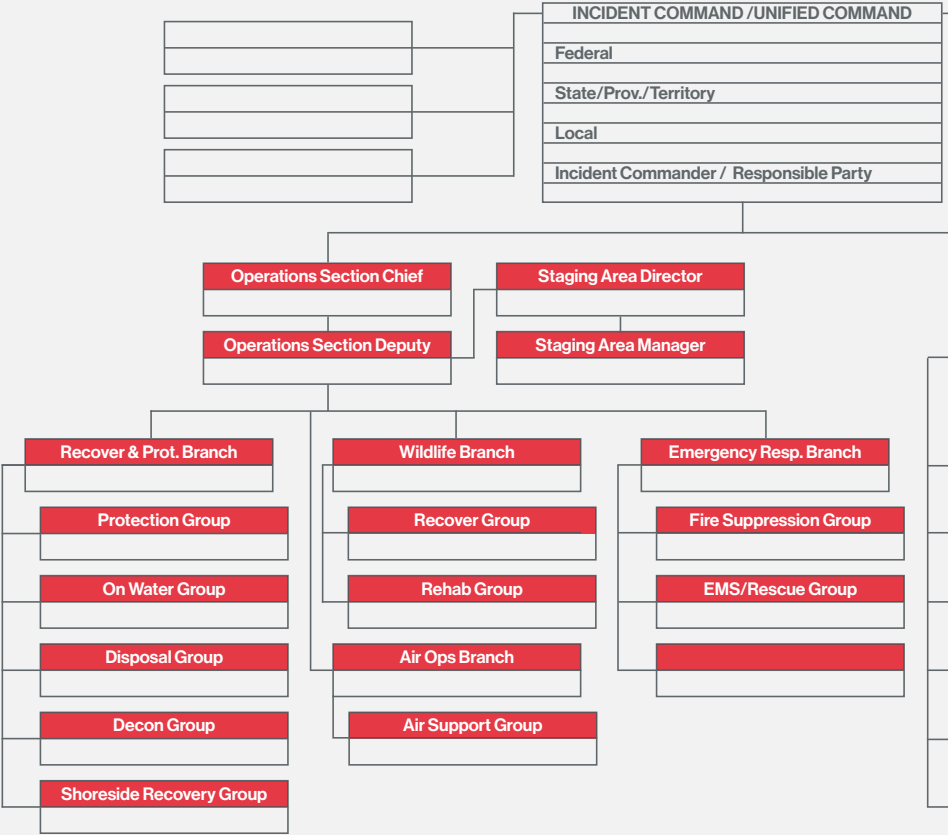 INCIDENT COMMAND /UNIFIED COMMAND
Federal
State/Prov./Territory
Local
Incident Commander / Responsible Party
Operations Section Chief
Staging Area Director
Operations Section Deputy
Staging Area Manager
Recover & Prot. Branch
Wildlife Branch
Emergency Resp. Branch
Protection Group
Recover Group
Fire Suppression Group
On Water Group
Rehab Group
EMS/Rescue Group
Disposal Group
Air Ops Branch
Decon Group
Air Support Group
Shoreside Recovery Group